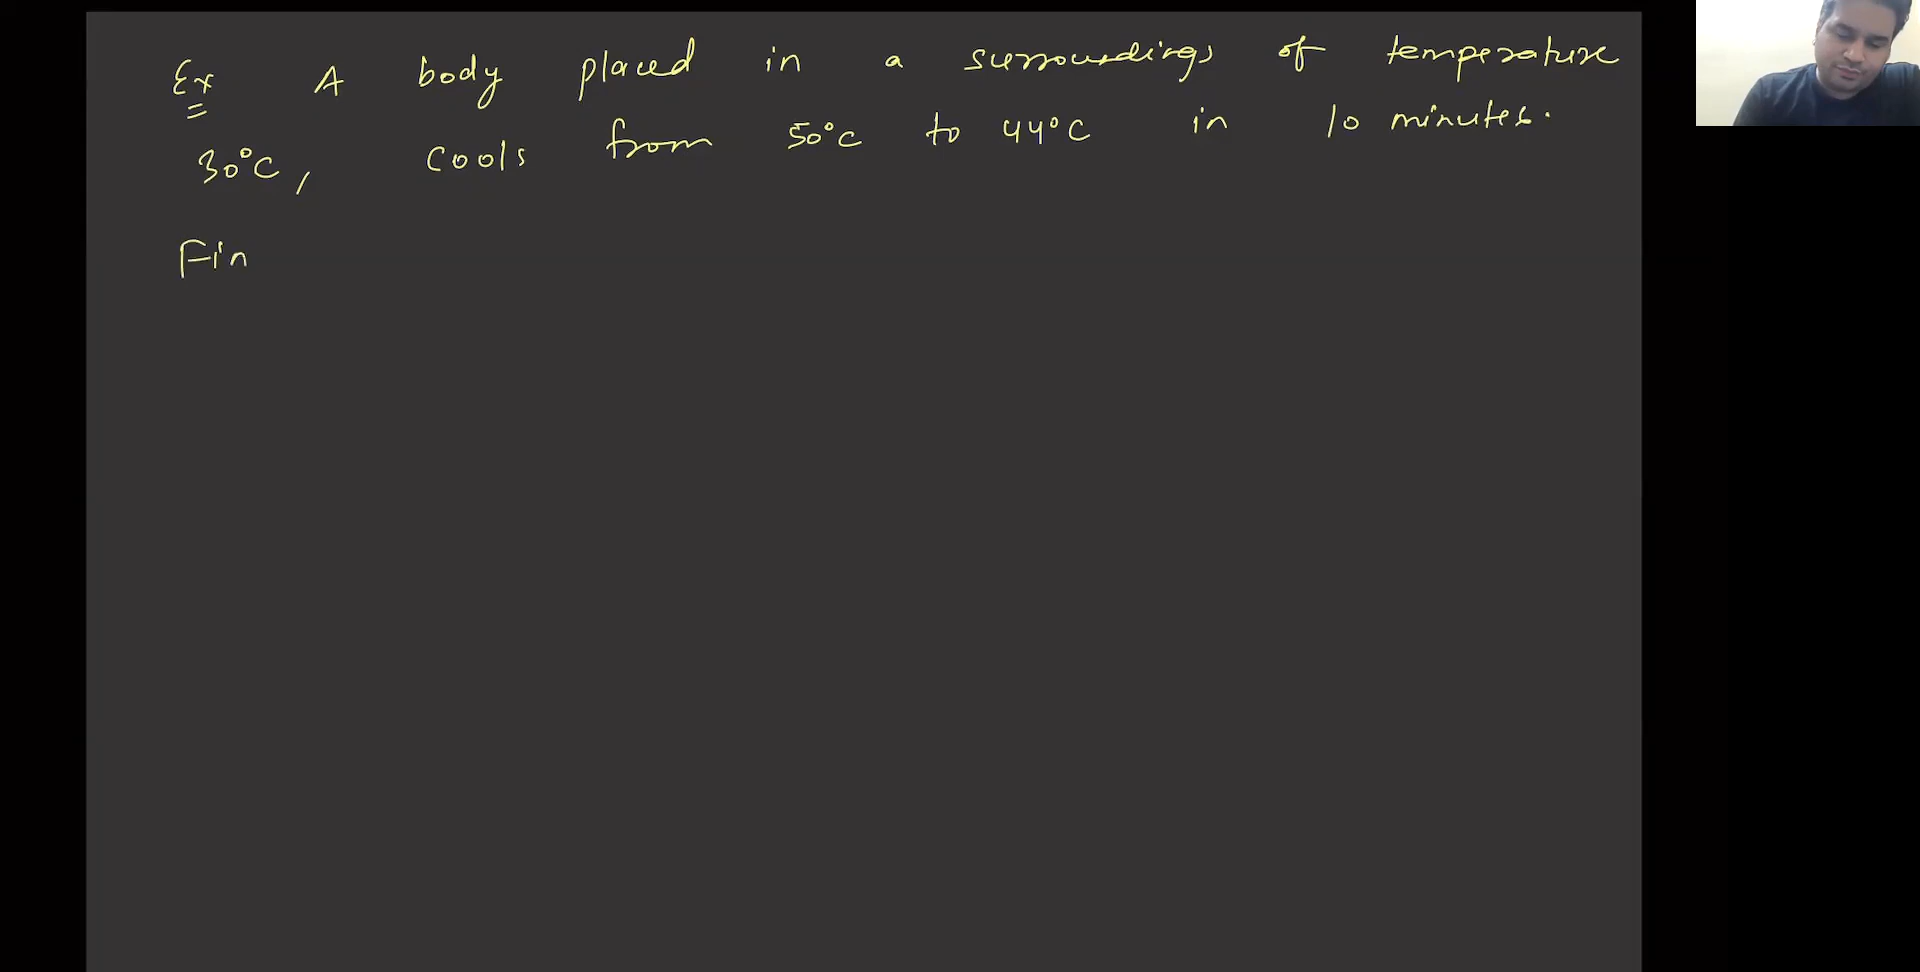 Ex A body placed in a surroundings of temperature
30°C, cools from 50°C to 44°C in 10 minutes.
Fin